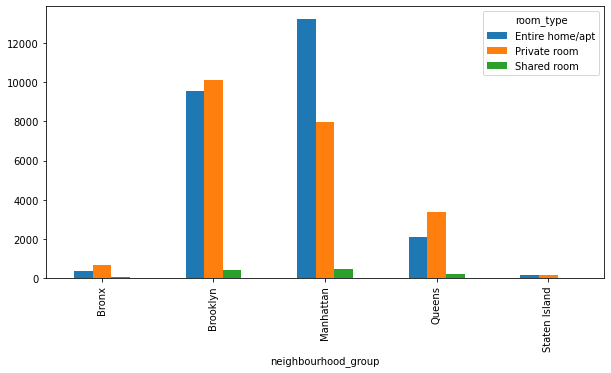 room_type
Entire home/apt
Private room
Shared room
12000
10000
8000
6000
4000
2000
0
Bronx
Brooklyn
Manhattan
Queens
Staten Island
neighbourhood_group